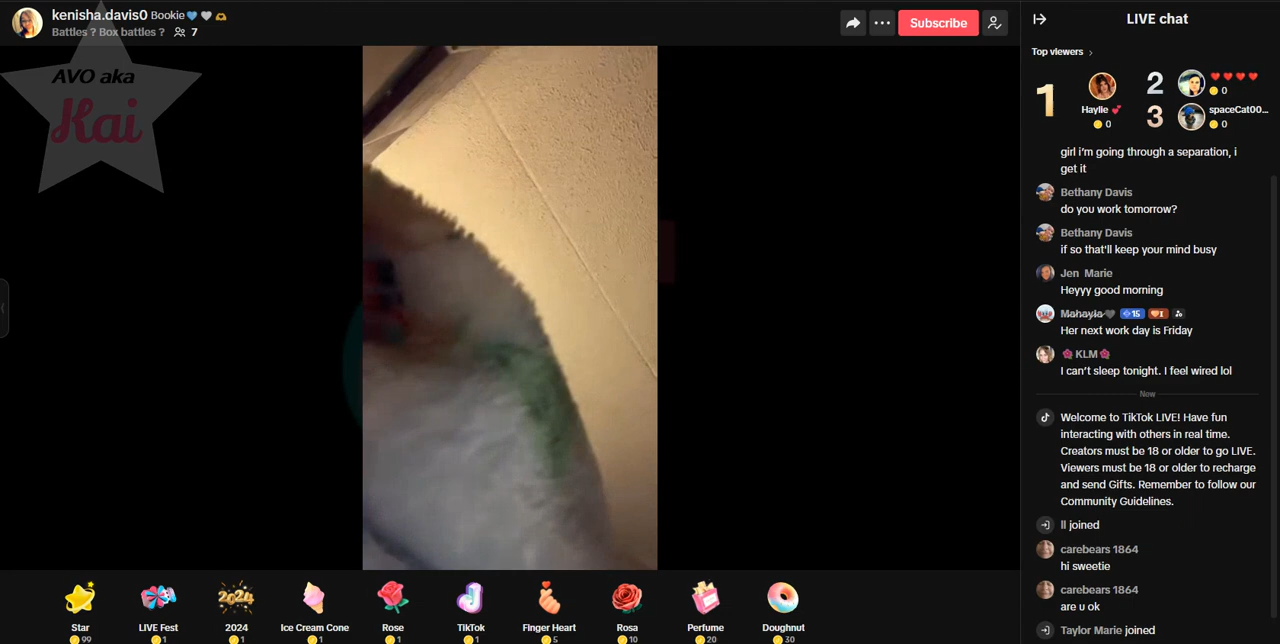 kenisha.davis0 Bookie💙🤍🫶
Battles ? Box battles ? 7
Subscribe
AVO aka
Kai
LIVE chat
Top viewers >
1
Haylie 💕
0
2
❤️❤️❤️❤️
0
3
spaceCat00...
0
girl i'm going through a separation, i
get it
Bethany Davis
do you work tomorrow?
Bethany Davis
if so that'll keep your mind busy
Jen Marie
Heyyy good morning
Mahayla🖤 15 I
Her next work day is Friday
🌺KLM🌺
I can't sleep tonight. I feel wired lol
Now
Welcome to TikTok LIVE! Have fun
interacting with others in real time.
Creators must be 18 or older to go LIVE.
Viewers must be 18 or older to recharge
and send Gifts. Remember to follow our
Community Guidelines.
ll joined
carebears 1864
hi sweetie
carebears 1864
are u ok
Taylor Marie joined
2024
Star
99
LIVE Fest
1
2024
1
Ice Cream Cone
1
Rose
1
TikTok
1
Finger Heart
5
Rosa
10
Perfume
20
Doughnut
30